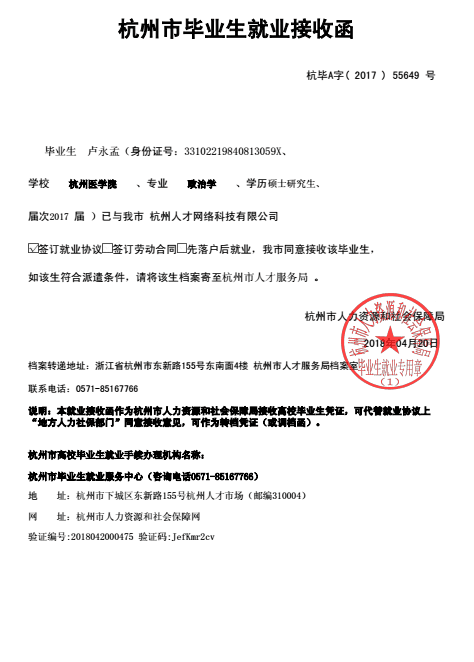 杭州市毕业生就业接收函
杭毕A字( 2017 ) 55649 号
毕业生 卢永孟（身份证号：33102219840813059X、
学校 杭州医学院 、专业 政治学 、学历硕士研究生、
届次2017 届 ）已与我市 杭州人才网络科技有限公司
☑签订就业协议□签订劳动合同□先落户后就业，我市同意接收该毕业生，
如该生符合派遣条件，请将该生档案寄至杭州市人才服务局 。
杭州市人力资源和社会保障局
2018年04月20日
杭州市人力资源和社会保障局
毕业生就业专用章
（1）
档案转递地址：浙江省杭州市东新路155号东南面4楼 杭州市人才服务局档案室
联系电话：0571-85167766
说明：本就业接收函作为杭州市人力资源和社会保障局接收高校毕业生凭证，可代替就业协议上
“地方人力社保部门”同意接收意见，可作为转档凭证（或调档函）。
杭州市高校毕业生就业手续办理机构名称：
杭州市毕业生就业服务中心（咨询电话0571-85167766）
地 址：杭州市下城区东新路155号杭州人才市场（邮编310004）
网 址：杭州市人力资源和社会保障网
验证编号:2018042000475 验证码:JefKmr2cv